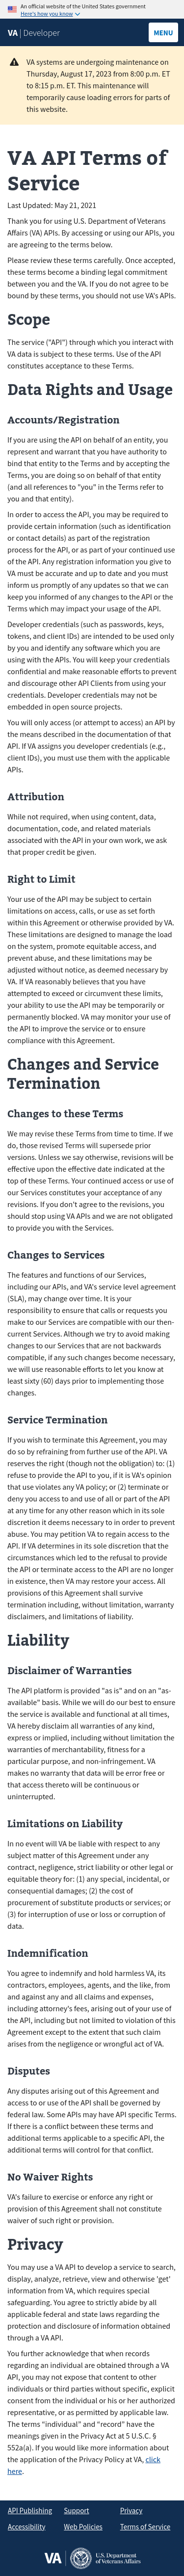 An official website of the United States government
Here's how you know
VA | Developer
MENU
VA systems are undergoing maintenance on
Thursday, August 17, 2023 from 8:00 p.m. ET
to 8:15 p.m. ET. This maintenance will
temporarily cause loading errors for parts of
this website.
VA API Terms of
Service
Last Updated: May 21, 2021
Thank you for using U.S. Department of Veterans
Affairs (VA) APIs. By accessing or using our APIs, you
are agreeing to the terms below.
Please review these terms carefully. Once accepted,
these terms become a binding legal commitment
between you and the VA. If you do not agree to be
bound by these terms, you should not use VA's APIs.
Scope
The service ("API") through which you interact with
VA data is subject to these terms. Use of the API
constitutes acceptance to these Terms.
Data Rights and Usage
Accounts/Registration
If you are using the API on behalf of an entity, you
represent and warrant that you have authority to
bind that entity to the Terms and by accepting the
Terms, you are doing so on behalf of that entity
(and all references to "you" in the Terms refer to
you and that entity).
In order to access the API, you may be required to
provide certain information (such as identification
or contact details) as part of the registration
process for the API, or as part of your continued use
of the API. Any registration information you give to
VA must be accurate and up to date and you must
inform us promptly of any updates so that we can
keep you informed of any changes to the API or the
Terms which may impact your usage of the API.
Developer credentials (such as passwords, keys,
tokens, and client IDs) are intended to be used only
by you and identify any software which you are
using with the APIs. You will keep your credentials
confidential and make reasonable efforts to prevent
and discourage other API Clients from using your
credentials. Developer credentials may not be
embedded in open source projects.
You will only access (or attempt to access) an API by
the means described in the documentation of that
API. If VA assigns you developer credentials (e.g.,
client IDs), you must use them with the applicable
APIs.
Attribution
While not required, when using content, data,
documentation, code, and related materials
associated with the API in your own work, we ask
that proper credit be given.
Right to Limit
Your use of the API may be subject to certain
limitations on access, calls, or use as set forth
within this Agreement or otherwise provided by VA.
These limitations are designed to manage the load
on the system, promote equitable access, and
prevent abuse, and these limitations may be
adjusted without notice, as deemed necessary by
VA. If VA reasonably believes that you have
attempted to exceed or circumvent these limits,
your ability to use the API may be temporarily or
permanently blocked. VA may monitor your use of
the API to improve the service or to ensure
compliance with this Agreement.
Changes and Service
Termination
Changes to these Terms
We may revise these Terms from time to time. If we
do, those revised Terms will supersede prior
versions. Unless we say otherwise, revisions will be
effective upon the effective date indicated at the
top of these Terms. Your continued access or use of
our Services constitutes your acceptance of any
revisions. If you don't agree to the revisions, you
should stop using VA APIs and we are not obligated
to provide you with the Services.
Changes to Services
The features and functions of our Services,
including our APIs, and VA's service level agreement
(SLA), may change over time. It is your
responsibility to ensure that calls or requests you
make to our Services are compatible with our then-
current Services. Although we try to avoid making
changes to our Services that are not backwards
compatible, if any such changes become necessary,
we will use reasonable efforts to let you know at
least sixty (60) days prior to implementing those
changes.
Service Termination
If you wish to terminate this Agreement, you may
do so by refraining from further use of the API. VA
reserves the right (though not the obligation) to: (1)
refuse to provide the API to you, if it is VA's opinion
that use violates any VA policy; or (2) terminate or
deny you access to and use of all or part of the API
at any time for any other reason which in its sole
discretion it deems necessary to in order to prevent
abuse. You may petition VA to regain access to the
API. If VA determines in its sole discretion that the
circumstances which led to the refusal to provide
the API or terminate access to the API are no longer
in existence, then VA may restore your access. All
provisions of this Agreement shall survive
termination including, without limitation, warranty
disclaimers, and limitations of liability.
Liability
Disclaimer of Warranties
The API platform is provided "as is" and on an "as-
available" basis. While we will do our best to ensure
the service is available and functional at all times,
VA hereby disclaim all warranties of any kind,
express or implied, including without limitation the
warranties of merchantability, fitness for a
particular purpose, and non-infringement. VA
makes no warranty that data will be error free or
that access thereto will be continuous or
uninterrupted.
Limitations on Liability
In no event will VA be liable with respect to any
subject matter of this Agreement under any
contract, negligence, strict liability or other legal or
equitable theory for: (1) any special, incidental, or
consequential damages; (2) the cost of
procurement of substitute products or services; or
(3) for interruption of use or loss or corruption of
data.
Indemnification
You agree to indemnify and hold harmless VA, its
contractors, employees, agents, and the like, from
and against any and all claims and expenses,
including attorney's fees, arising out of your use of
the API, including but not limited to violation of this
Agreement except to the extent that such claim
arises from the negligence or wrongful act of VA.
Disputes
Any disputes arising out of this Agreement and
access to or use of the API shall be governed by
federal law. Some APIs may have API specific Terms.
If there is a conflict between these terms and
additional terms applicable to a specific API, the
additional terms will control for that conflict.
No Waiver Rights
VA's failure to exercise or enforce any right or
provision of this Agreement shall not constitute
waiver of such right or provision.
Privacy
You may use a VA API to develop a service to search,
display, analyze, retrieve, view and otherwise 'get'
information from VA, which requires special
safeguarding. You agree to strictly abide by all
applicable federal and state laws regarding the
protection and disclosure of information obtained
through a VA API.
You further acknowledge that when records
regarding an individual are obtained through a VA
API, you may not expose that content to other
individuals or third parties without specific, explicit
consent from the individual or his or her authorized
representative, or as permitted by applicable law.
The terms “individual” and “record” have the
meanings given in the Privacy Act at 5 U.S.C. §
552a(a). If you would like more information about
the application of the Privacy Policy at VA, click
here.
API Publishing
Support
Privacy
Accessibility
Web Policies
Terms of Service
VA
U.S. Department
of Veterans Affairs